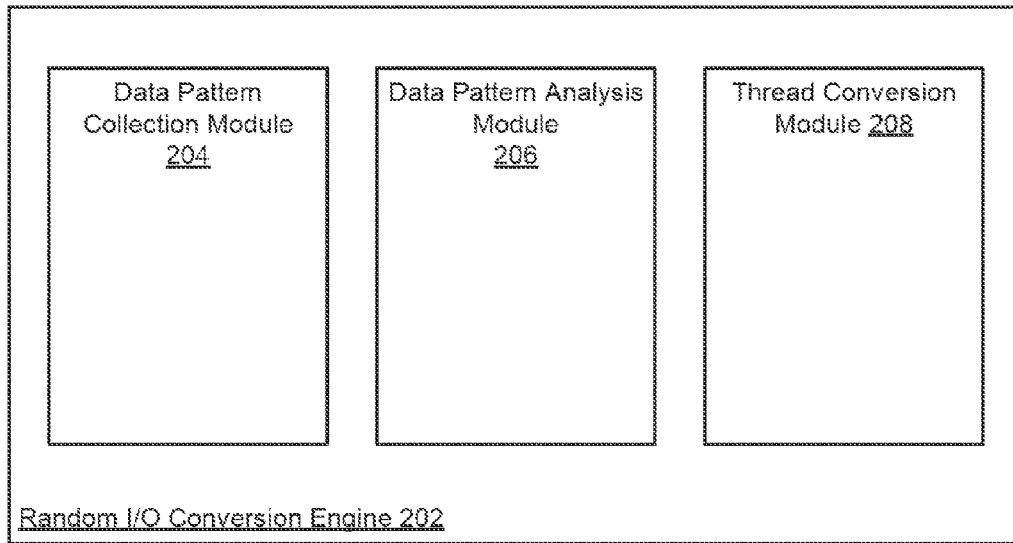 Data Pattern
Collection Module
204
Data Pattern Analysis
Module
206
Thread Conversion
Module 208
Random I/O Conversion Engine 202